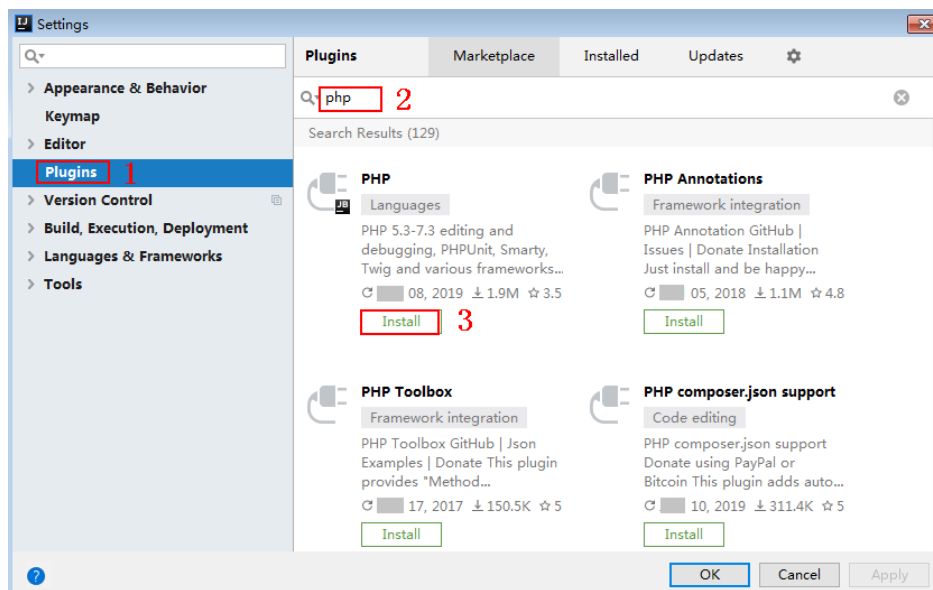 Settings
Plugins
Marketplace
Installed
Updates
Appearance & Behavior
Keymap
Editor
Plugins 1
Version Control
Build, Execution, Deployment
Languages & Frameworks
Tools
php 2
Search Results (129)
PHP
Languages
PHP 5.3-7.3 editing and
debugging, PHPUnit, Smarty,
Twig and various frameworks...
08, 2019 1.9M 3.5
Install 3
PHP Annotations
Framework integration
PHP Annotation GitHub |
Issues | Donate Installation
Just install and be happy...
05, 2018 1.1M 4.8
Install
PHP Toolbox
Framework integration
PHP Toolbox GitHub | Json
Examples | Donate This plugin
provides "Method...
17, 2017 150.5K 5
Install
PHP composer.json support
Code editing
PHP composer.json support
Donate using PayPal or
Bitcoin This plugin adds auto...
10, 2019 311.4K 5
Install
?
OK
Cancel
Apply